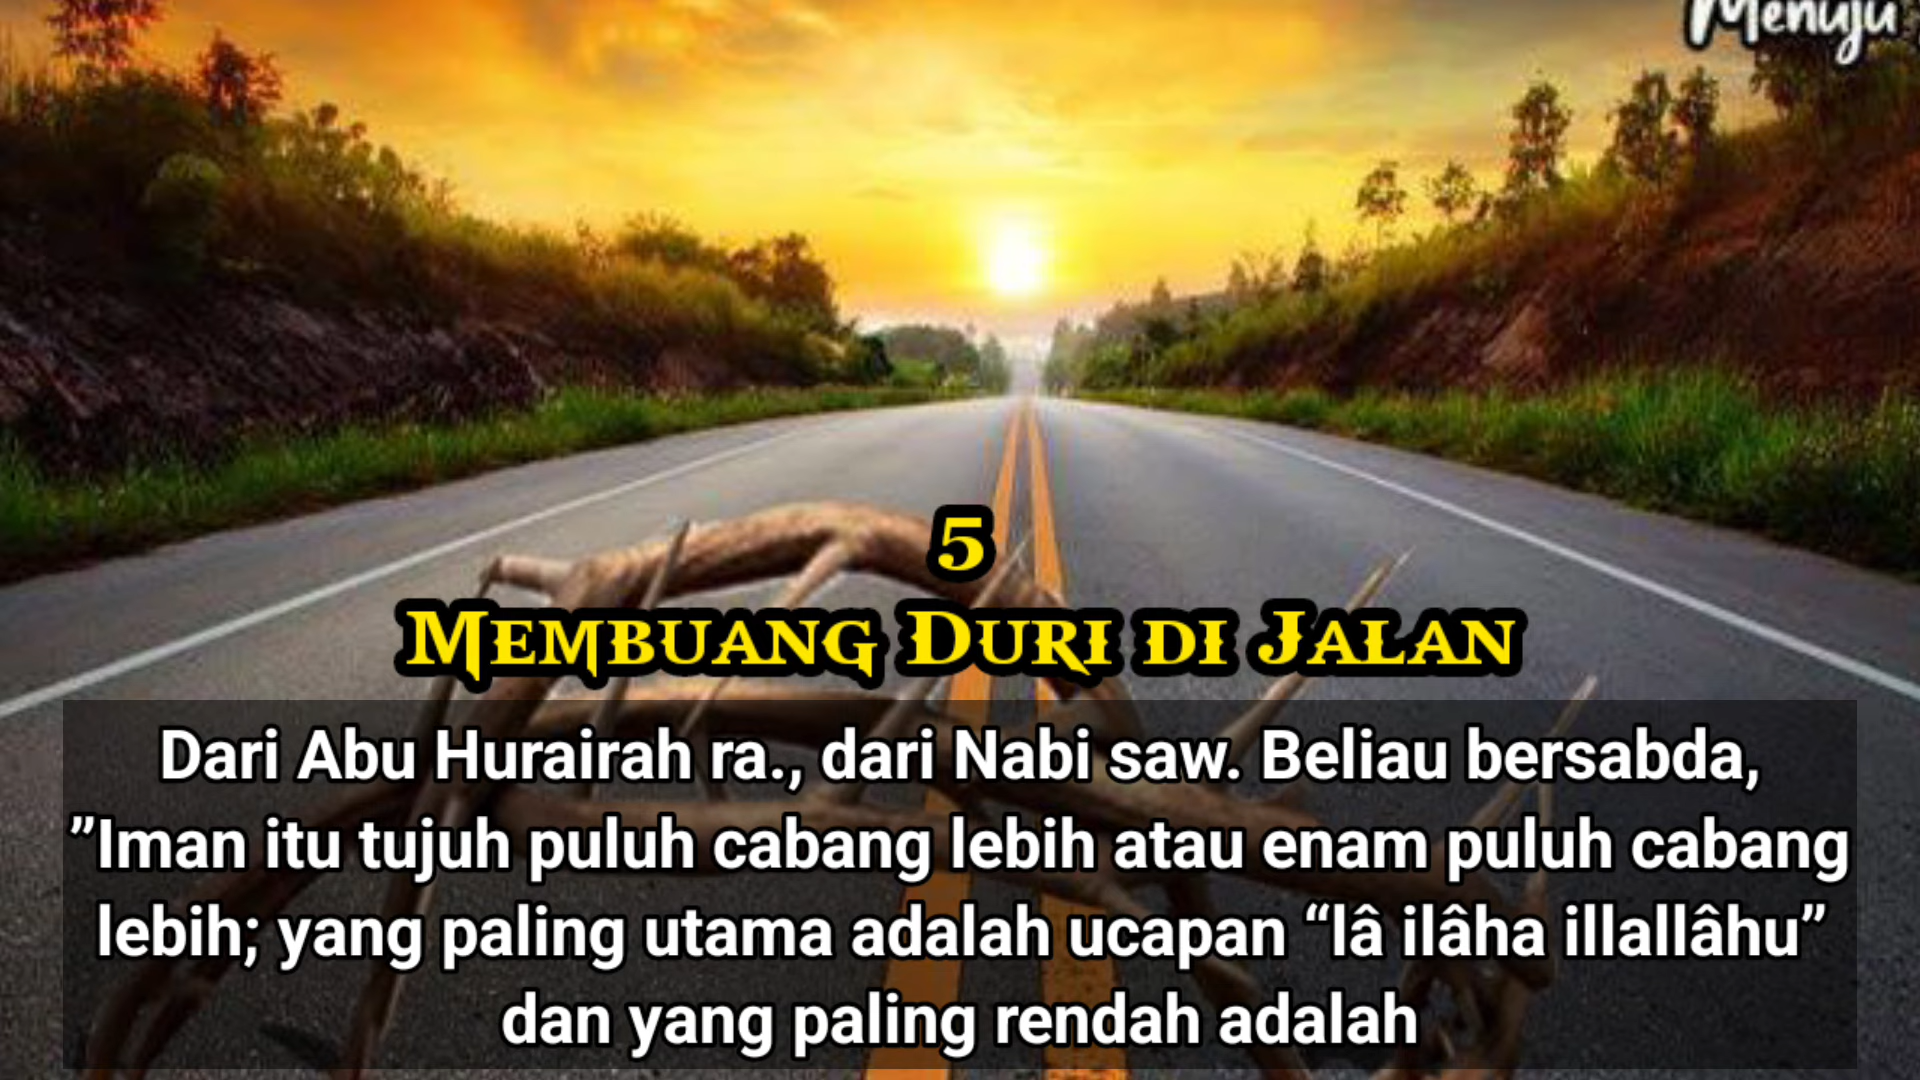 Menuju
5
Membuang Duri di Jalan
Dari Abu Hurairah ra., dari Nabi saw. Beliau bersabda,
”Iman itu tujuh puluh cabang lebih atau enam puluh cabang
lebih; yang paling utama adalah ucapan “lâ ilâha illallâhu”
dan yang paling rendah adalah